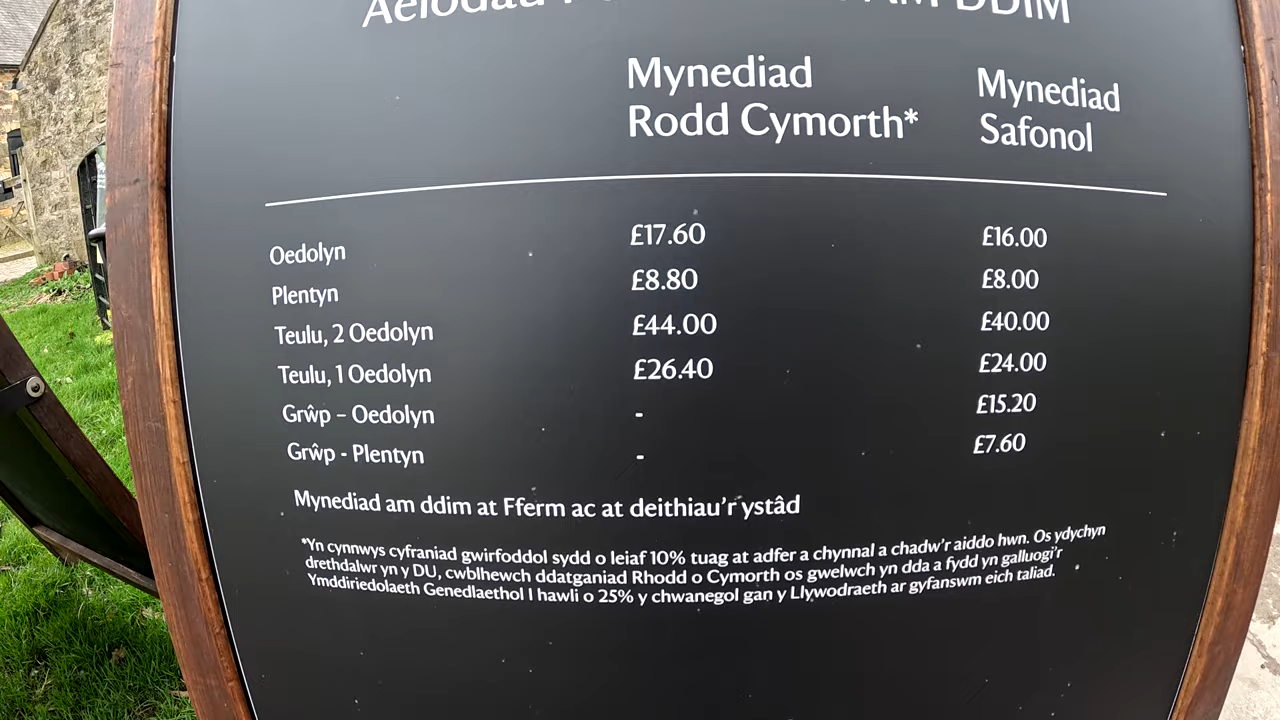 Aelodau AM DDIM
Mynediad Rodd Cymorth* Mynediad Safonol
Oedolyn £17.60 £16.00
Plentyn £8.80 £8.00
Teulu, 2 Oedolyn £44.00 £40.00
Teulu, 1 Oedolyn £26.40 £24.00
Grŵp – Oedolyn - £15.20
Grŵp - Plentyn - £7.60
Mynediad am ddim at Fferm ac at deithiau'r ystâd
*Yn cynnwys cyfraniad gwirfoddol sydd o leiaf 10% tuag at adfer a chynnal a chadw'r aiddo hwn. Os ydychyn
drethdalwr yn y DU, cwblhewch ddatganiad Rhodd o Cymorth os gwelwch yn dda a fydd yn galluogi'r
Ymddiriedolaeth Genedlaethol I hawli o 25% y chwanegol gan y Llywodraeth ar gyfanswm eich taliad.